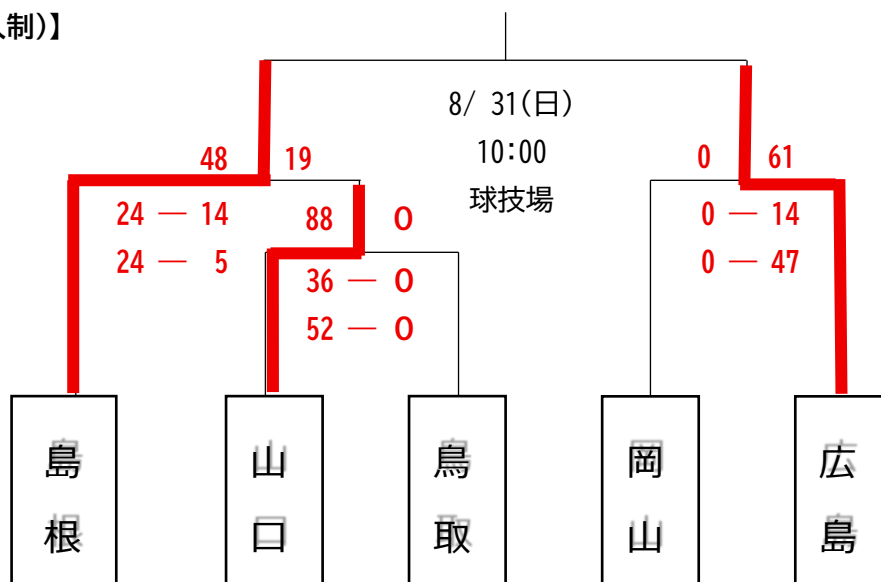 人制)】
8/ 31(日)
10:00
球技場
48 19
24 — 14
24 — 5
88 0
36 — 0
52 — 0
0 61
0 — 14
0 — 47
島根
山口
鳥取
岡山
広島